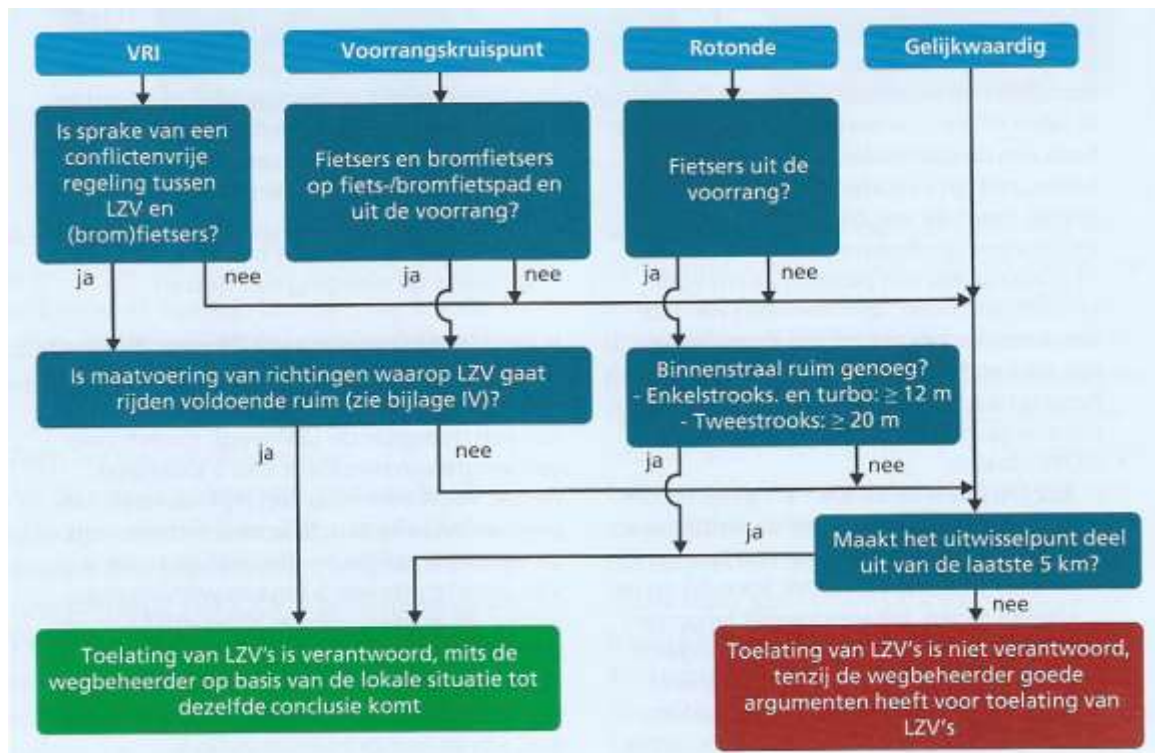 VRI
Voorrangskruispunt
Rotonde
Gelijkwaardig
Is sprake van een
conflictenvrije
regeling tussen
LZV en
(brom)fietsers?
Fietsers en bromfietsers
op fiets-/bromfietspad en
uit de voorrang?
Fietsers uit de
voorrang?
ja
nee
ja
nee
ja
nee
Is maatvoering van richtingen waarop LZV gaat
rijden voldoende ruim (zie bijlage IV)?
Binnenstraal ruim genoeg?
- Enkelstrooks. en turbo: ≥ 12 m
- Tweestrooks: ≥ 20 m
ja
nee
ja
nee
Maakt het uitwisselpunt deel
uit van de laatste 5 km?
ja
nee
Toelating van LZV's is verantwoord, mits de
wegbeheerder op basis van de lokale situatie tot
dezelfde conclusie komt
Toelating van LZV's is niet verantwoord,
tenzij de wegbeheerder goede
argumenten heeft voor toelating van
LZV's